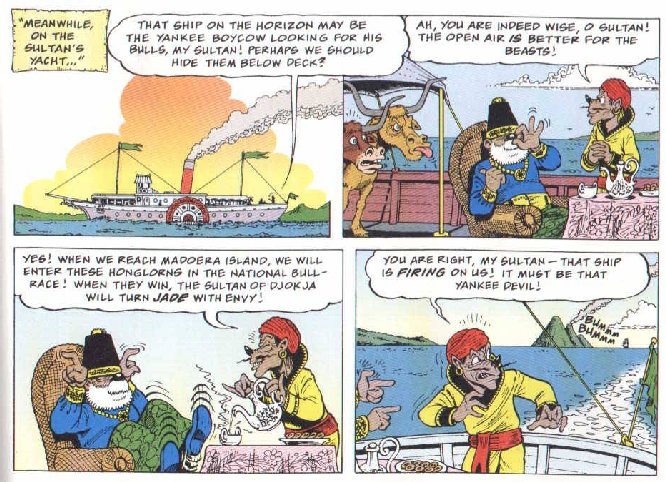 "MEANWHILE,
ON THE
SULTAN'S
YACHT..."
THAT SHIP ON THE HORIZON MAY BE
THE YANKEE BOYCOW LOOKING FOR HIS
BULLS, MY SULTAN! PERHAPS WE SHOULD
HIDE THEM BELOW DECK?
AH, YOU ARE INDEED WISE, O SULTAN!
THE OPEN AIR IS BETTER FOR THE
BEASTS!
YES! WHEN WE REACH MADOERA ISLAND, WE WILL
ENTER THESE HONGLORNS IN THE NATIONAL BULL-
RACE! WHEN THEY WIN, THE SULTAN OF DJOKJA
WILL TURN JADE WITH ENVY!
YOU ARE RIGHT, MY SULTAN — THAT SHIP
IS FIRING ON US! IT MUST BE THAT
YANKEE DEVIL!
BUMMM
BUMMM